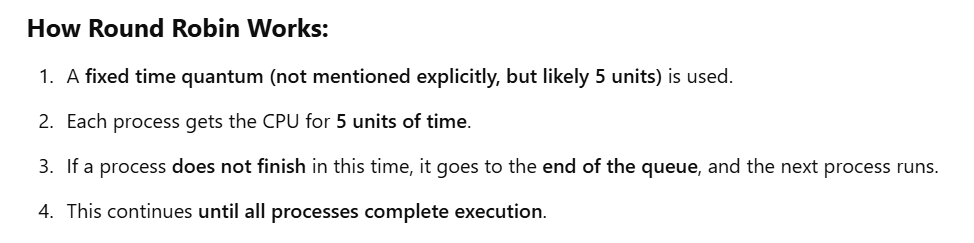 How Round Robin Works:
1. A fixed time quantum (not mentioned explicitly, but likely 5 units) is used.
2. Each process gets the CPU for 5 units of time.
3. If a process does not finish in this time, it goes to the end of the queue, and the next process runs.
4. This continues until all processes complete execution.